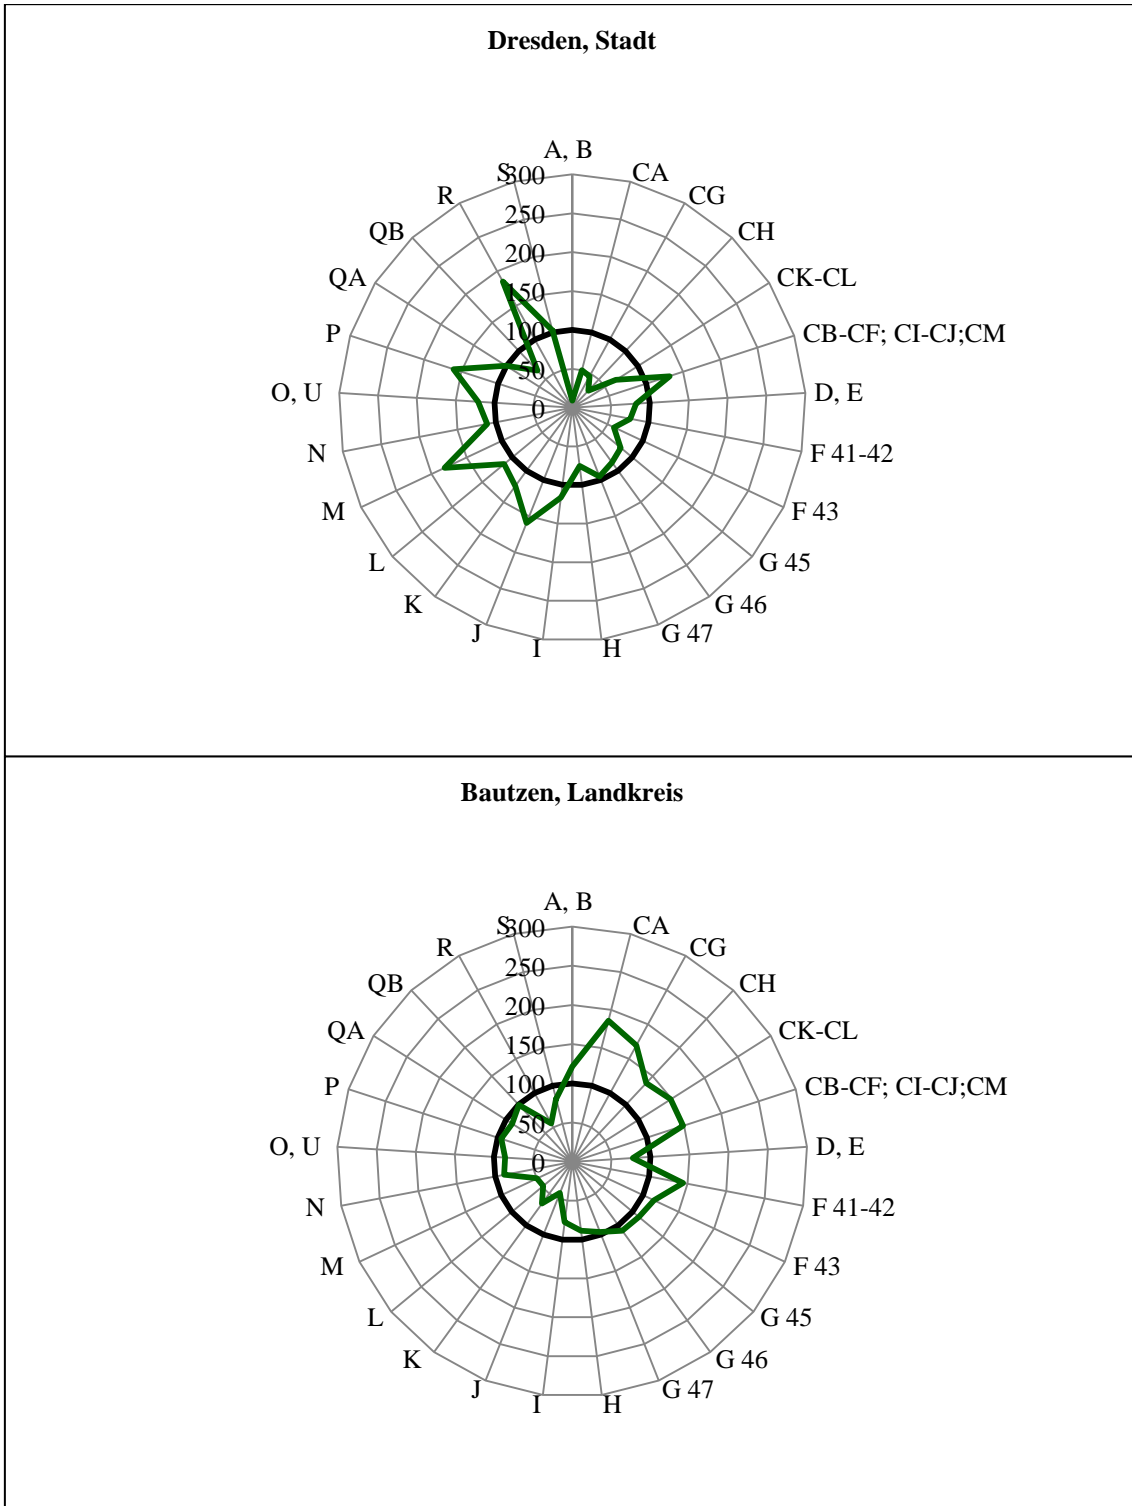 Dresden, Stadt
A, B
CA
CG
CH
CK-CL
CB-CF; CI-CJ;CM
D, E
F 41-42
F 43
G 45
G 46
G 47
H
I
J
K
L
M
N
O, U
P
QA
QB
R
S
300
250
200
150
100
50
0
Bautzen, Landkreis
A, B
CA
CG
CH
CK-CL
CB-CF; CI-CJ;CM
D, E
F 41-42
F 43
G 45
G 46
G 47
H
I
J
K
L
M
N
O, U
P
QA
QB
R
S
300
250
200
150
100
50
0